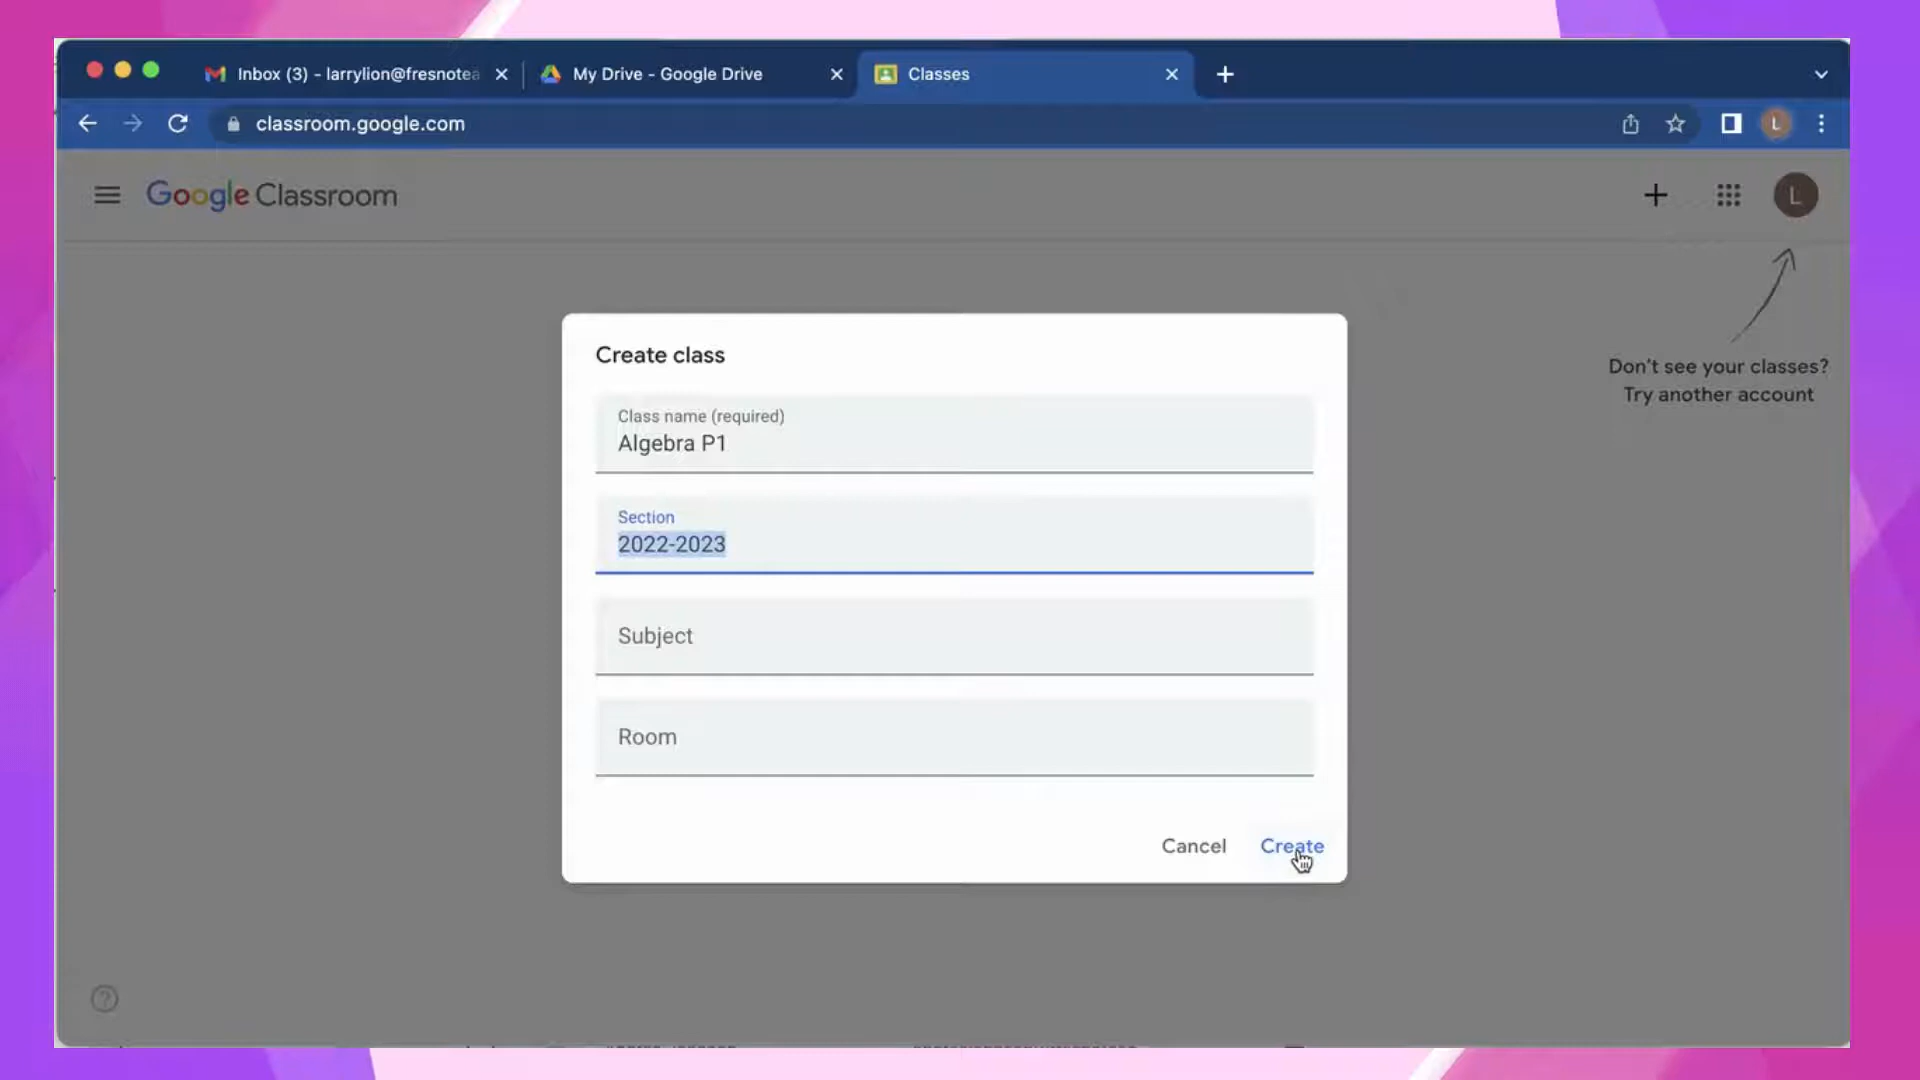 Inbox (3) - larrylion@fresnotea
My Drive - Google Drive
Classes
classroom.google.com
L
Google Classroom
L
Don't see your classes?
Try another account
Create class
Class name (required)
Algebra P1
Section
2022-2023
Subject
Room
Cancel
Create